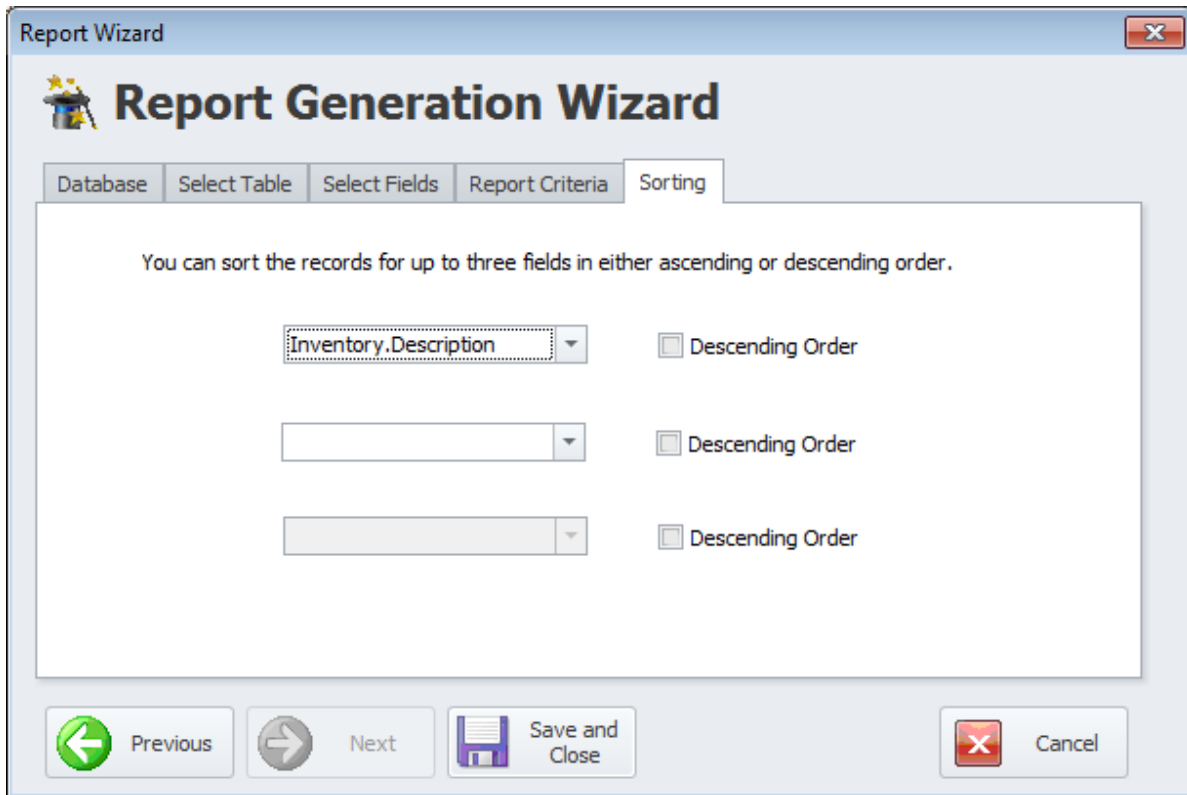 Report Wizard
Report Generation Wizard
Database Select Table Select Fields Report Criteria Sorting
You can sort the records for up to three fields in either ascending or descending order.
Inventory.Description Descending Order
Descending Order
Descending Order
Previous Next Save and Close Cancel